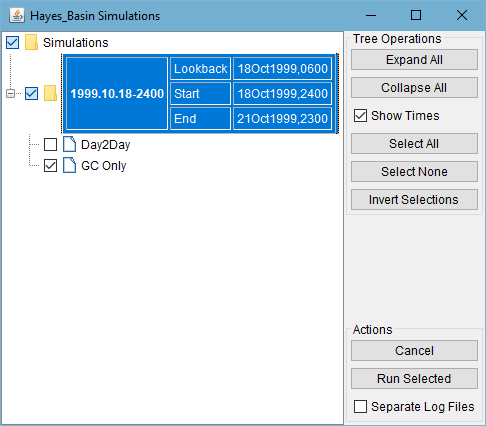 Hayes_Basin Simulations
Simulations
1999.10.18-2400
Lookback 18Oct1999,0600
Start 18Oct1999,2400
End 21Oct1999,2300
Day2Day
GC Only
Tree Operations
Expand All
Collapse All
Show Times
Select All
Select None
Invert Selections
Actions
Cancel
Run Selected
Separate Log Files